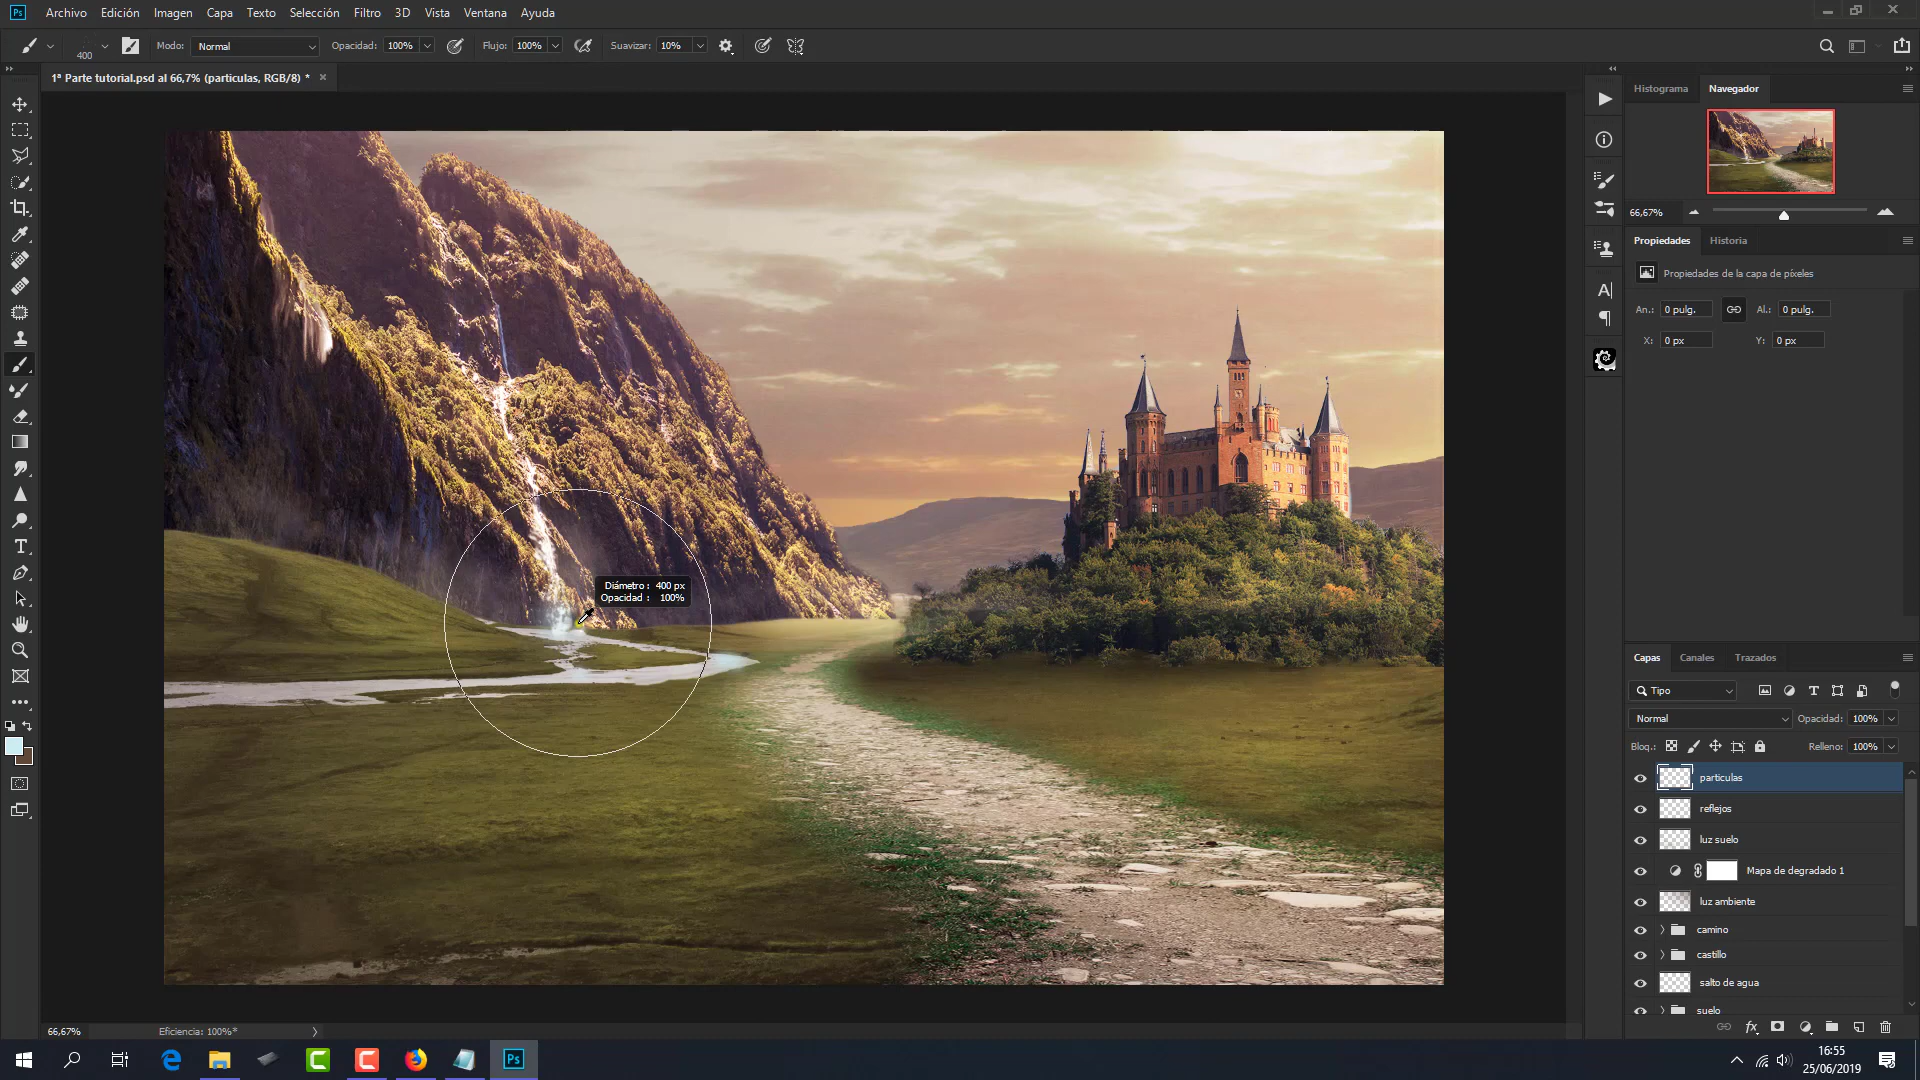 Ps Archivo Edición Imagen Capa Texto Selección Filtro 3D Vista Ventana Ayuda
400 Modo: Normal Opacidad: 100% Flujo: 100% Suavizar: 10%
1ª Parte tutorial.psd al 66,7% (particulas, RGB/8) * ×
Histograma Navegador
66,67%
Propiedades Historia
Propiedades de la capa de píxeles
An.: 0 pulg. Al.: 0 pulg.
X: 0 px Y: 0 px
Diámetro: 400 px
Opacidad: 100%
Capas Canales Trazados
Tipo
Normal Opacidad: 100%
Bloq.: Relleno: 100%
particulas
reflejos
luz suelo
Mapa de degradado 1
luz ambiente
camino
castillo
salto de agua
suelo
66,67% Eficiencia: 100%*
Ps
16:55
25/06/2019